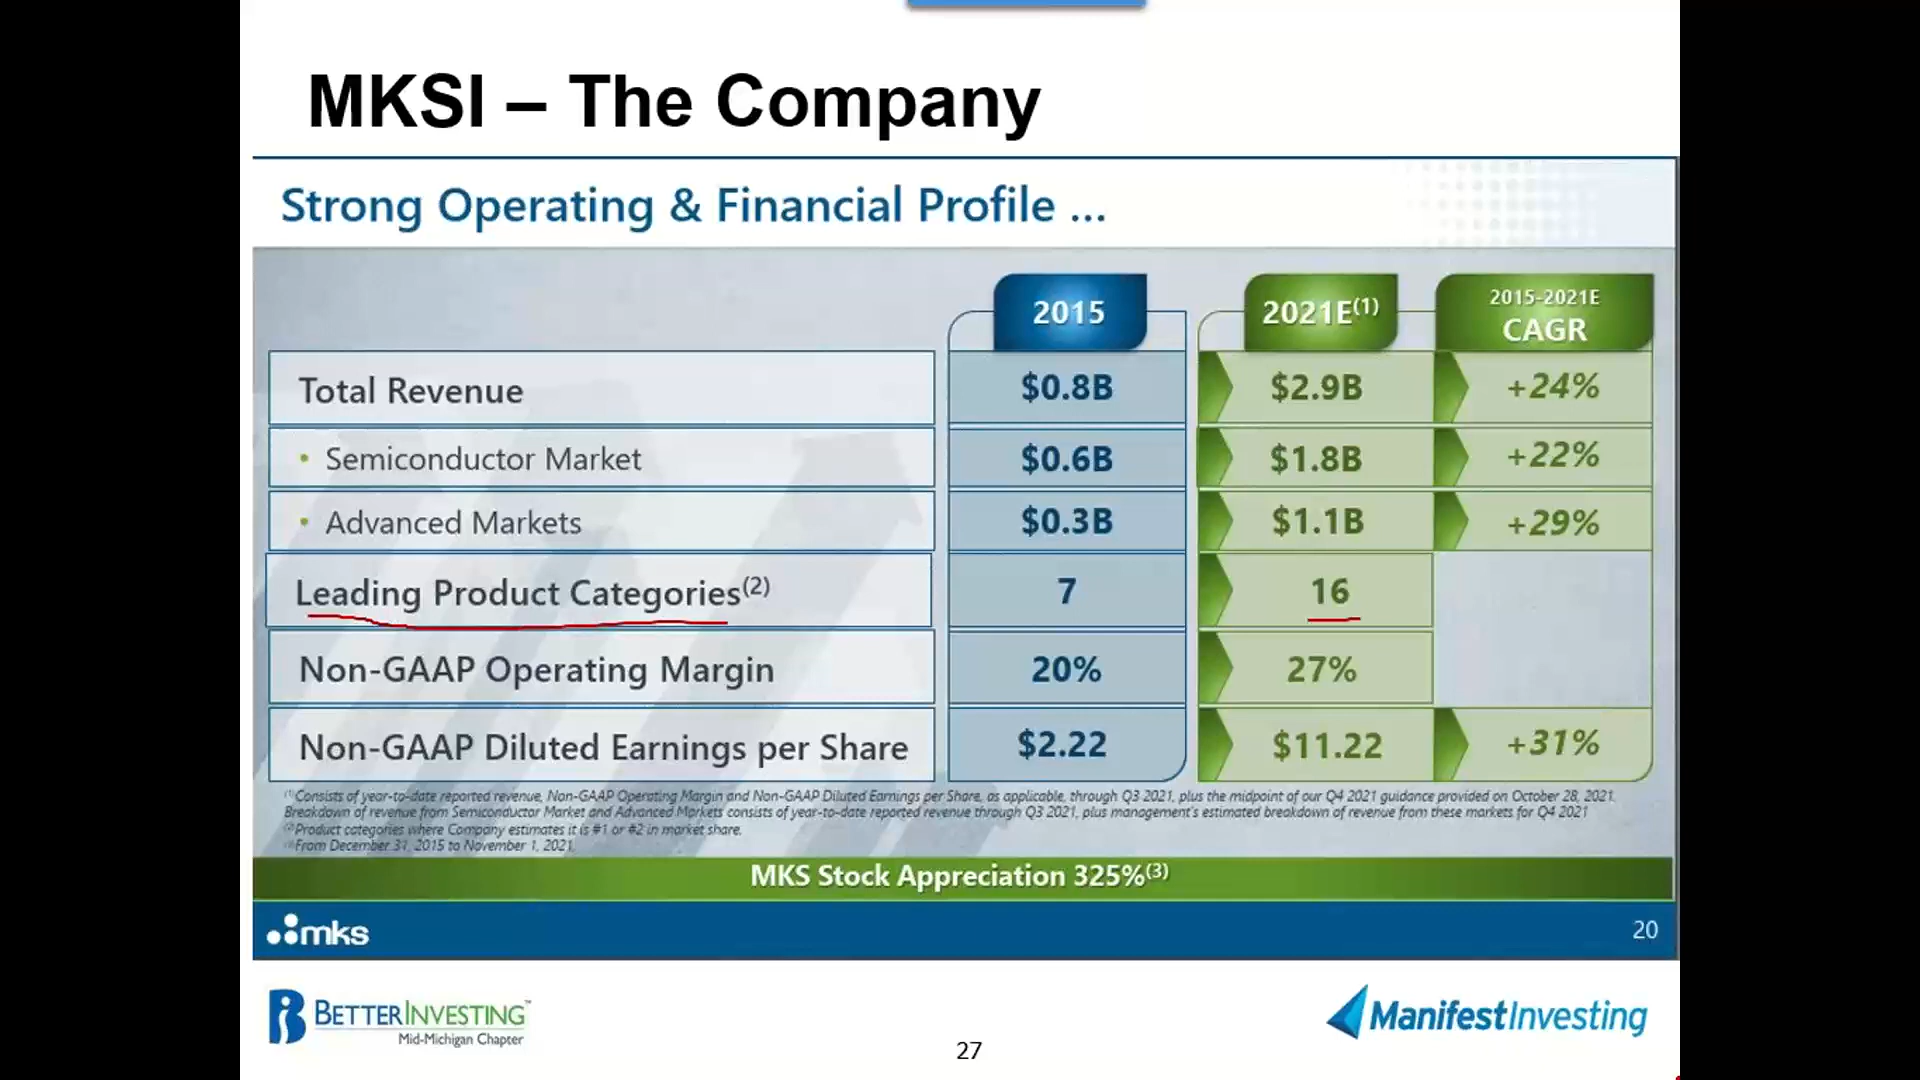 MKSI – The Company
Strong Operating & Financial Profile ...
2015 2021E(1) 2015-2021E CAGR
Total Revenue $0.8B $2.9B +24%
• Semiconductor Market $0.6B $1.8B +22%
• Advanced Markets $0.3B $1.1B +29%
Leading Product Categories(2) 7 16
Non-GAAP Operating Margin 20% 27%
Non-GAAP Diluted Earnings per Share $2.22 $11.22 +31%
(1)Consists of year-to-date reported revenue, Non-GAAP Operating Margin and Non-GAAP Diluted Earnings per Share, as applicable, through Q3 2021, plus the midpoint of our Q4 2021 guidance provided on October 28, 2021.
Breakdown of revenue from Semiconductor Market and Advanced Markets consists of year-to-date reported revenue through Q3 2021, plus management's estimated breakdown of revenue from these markets for Q4 2021
(2)Product categories where Company estimates it is #1 or #2 in market share.
(3)From December 31, 2015 to November 1, 2021.
MKS Stock Appreciation 325%(3)
mks 20
BETTERINVESTING™
Mid-Michigan Chapter
ManifestInvesting
27